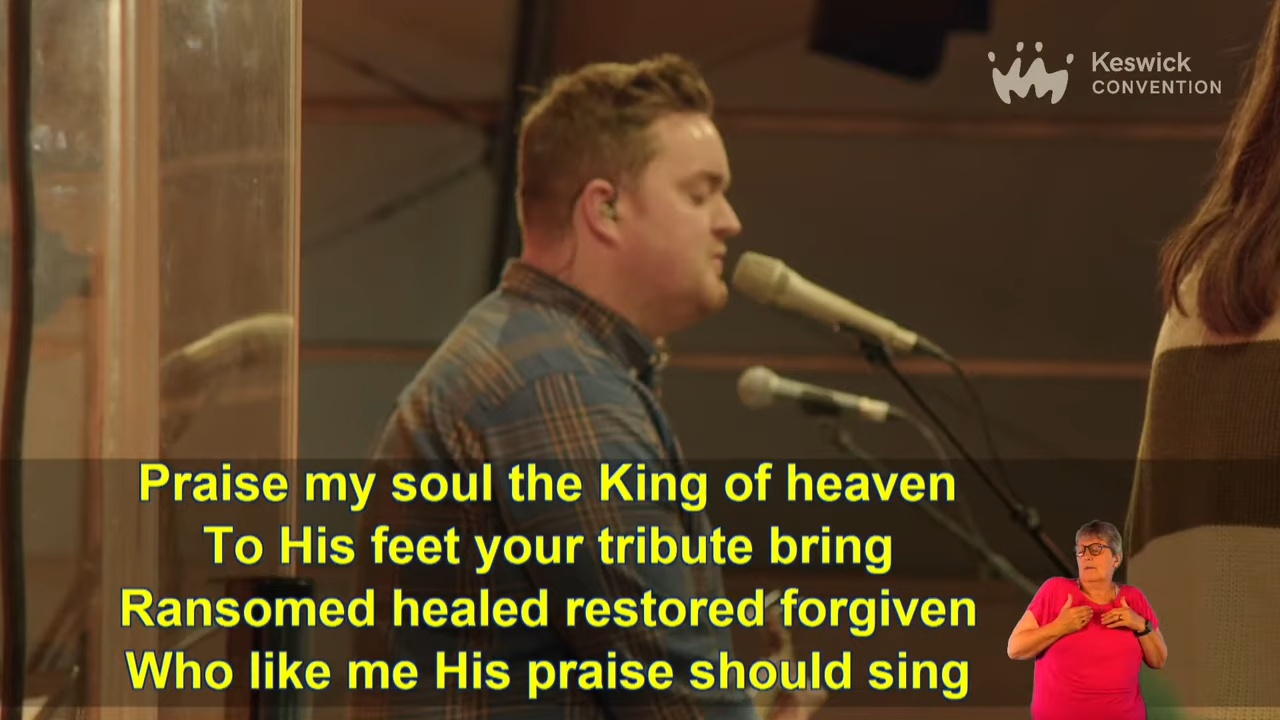 Keswick
CONVENTION
Praise my soul the King of heaven
To His feet your tribute bring
Ransomed healed restored forgiven
Who like me His praise should sing